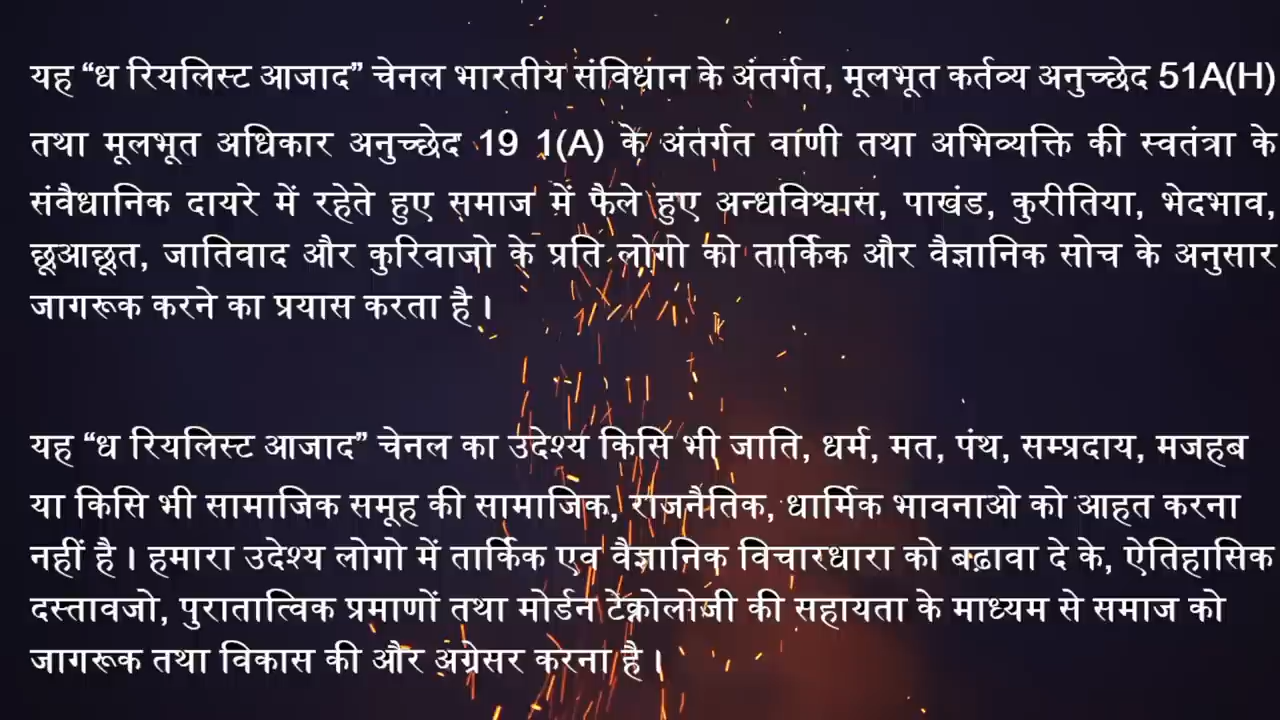 यह “ध रियलिस्ट आजाद” चेनल भारतीय संविधान के अंतर्गत, मूलभूत कर्तव्य अनुच्छेद 51A(H)
तथा मूलभूत अधिकार अनुच्छेद 19 1(A) के अंतर्गत वाणी तथा अभिव्यक्ति की स्वतंत्रा के
संवैधानिक दायरे में रहेते हुए समाज में फैले हुए अन्धविश्वास, पाखंड, कुरीतिया, भेदभाव,
छूआछूत, जातिवाद और कुरिवाजो के प्रति लोगो को तार्किक और वैज्ञानिक सोच के अनुसार
जागरूक करने का प्रयास करता है ।
यह “ध रियलिस्ट आजाद” चेनल का उदेश्य किसि भी जाति, धर्म, मत, पंथ, सम्प्रदाय, मजहब
या किसि भी सामाजिक समूह की सामाजिक, राजनैतिक, धार्मिक भावनाओ को आहत करना
नहीं है । हमारा उदेश्य लोगो में तार्किक एव वैज्ञानिक विचारधारा को बढ़ावा दे के, ऐतिहासिक
दस्तावजो, पुरातात्विक प्रमाणों तथा मोर्डन टेक्नोलोजी की सहायता के माध्यम से समाज को
जागरूक तथा विकास की और अग्रेसर करना है ।